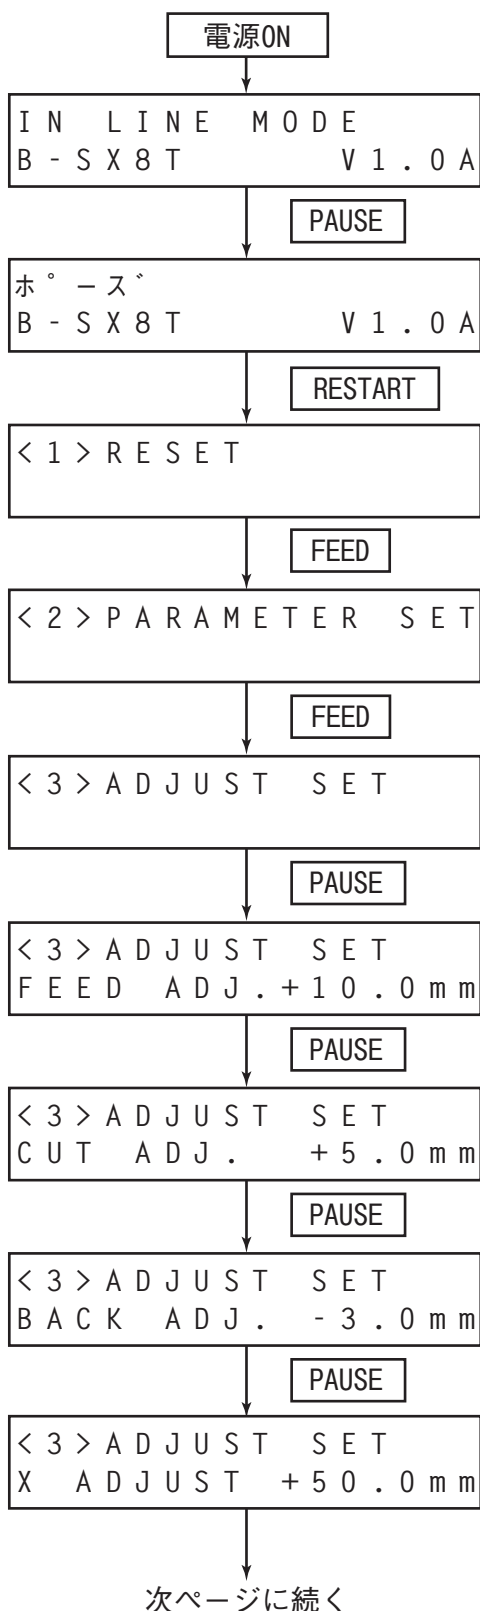 電源ON
IN LINE MODE
B-SX8T V1.0A
PAUSE
ホ゜ーズ
B-SX8T V1.0A
RESTART
<1>RESET
FEED
<2>PARAMETER SET
FEED
<3>ADJUST SET
PAUSE
<3>ADJUST SET
FEED ADJ.+10.0mm
PAUSE
<3>ADJUST SET
CUT ADJ. +5.0mm
PAUSE
<3>ADJUST SET
BACK ADJ. -3.0mm
PAUSE
<3>ADJUST SET
X ADJUST +50.0mm
次ページに続く